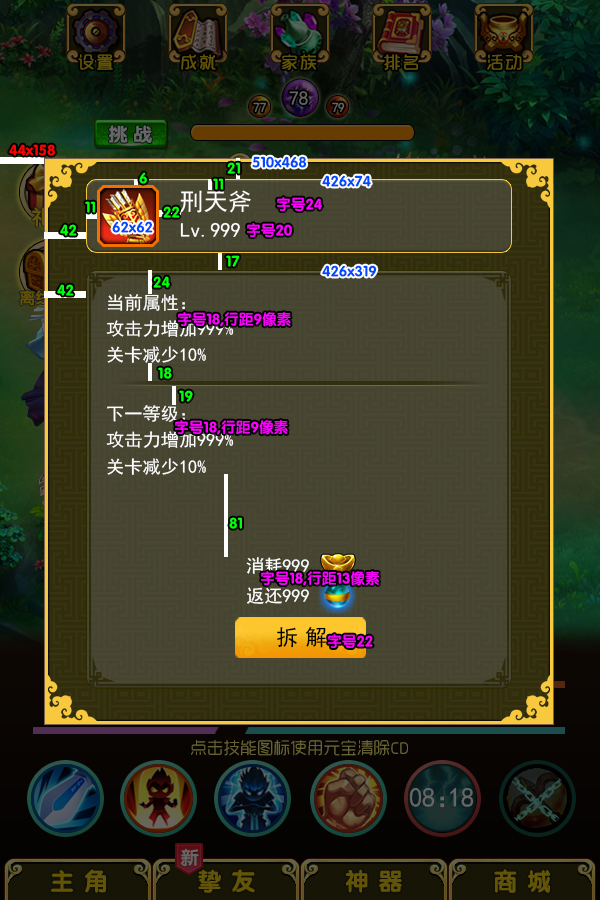 设置
成就
家族
排名
活动
77
78
79
挑战
44x158
510x468
21
6
11
426x74
11
22
62x62
刑天斧
字号24
Lv.999
字号20
42
17
426x319
42
24
当前属性:
字号18,行距9像素
攻击力增加999%
关卡减少10%
18
19
下一等级:
字号18,行距9像素
攻击力增加999%
关卡减少10%
81
消耗999
字号18,行距13像素
返还999
拆解
字号22
点击技能图标使用元宝清除CD
08:18
新
主角
挚友
神器
商城